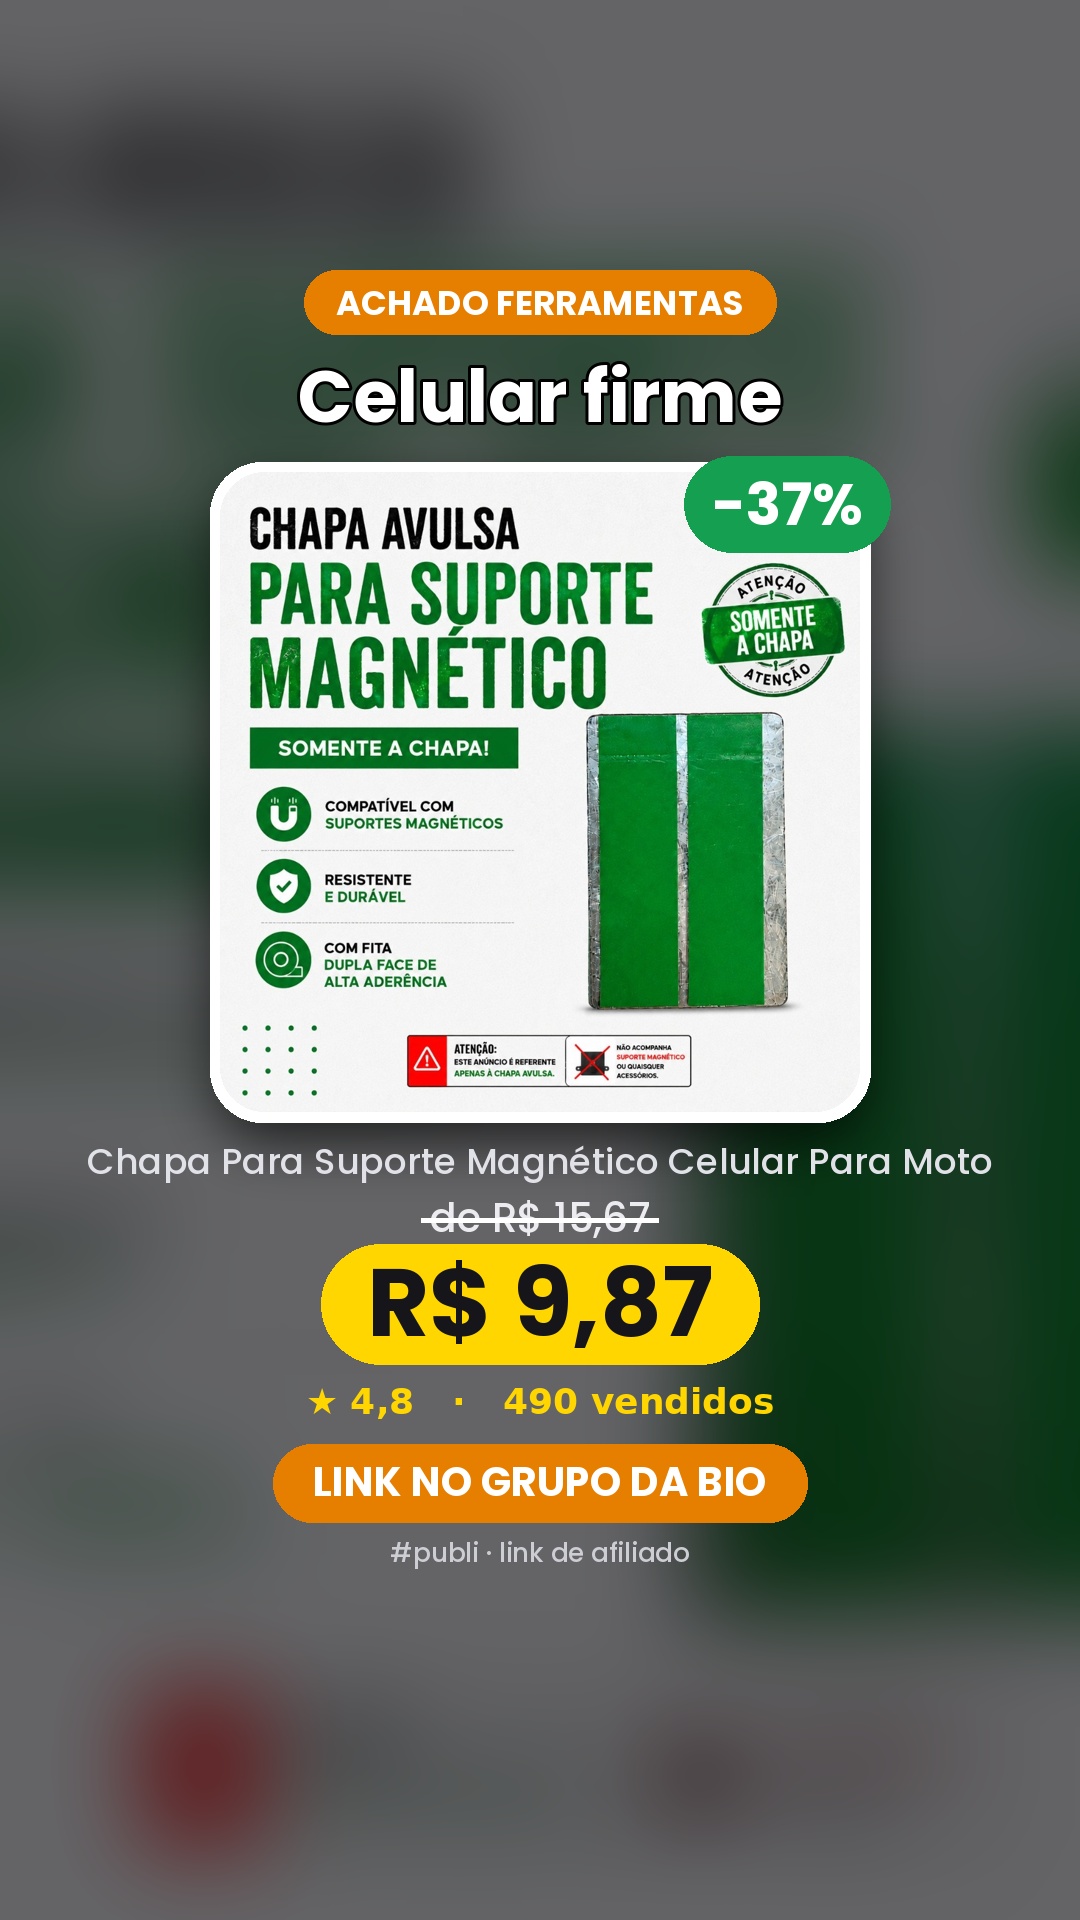 ACHADO FERRAMENTAS
Celular firme
-37%
CHAPA AVULSA
PARA SUPORTE
MAGNÉTICO
ATENÇÃO
SOMENTE
A CHAPA
ATENÇÃO
SOMENTE A CHAPA!
COMPATÍVEL COM
SUPORTES MAGNÉTICOS
RESISTENTE
E DURÁVEL
COM FITA
DUPLA FACE DE
ALTA ADERÊNCIA
ATENÇÃO:
ESTE ANÚNCIO É REFERENTE
APENAS À CHAPA AVULSA.
NÃO ACOMPANHA
SUPORTE MAGNÉTICO
OU QUAISQUER
ACESSÓRIOS.
Chapa Para Suporte Magnético Celular Para Moto
de R$ 15,67
R$ 9,87
★ 4,8 · 490 vendidos
LINK NO GRUPO DA BIO
#publi · link de afiliado